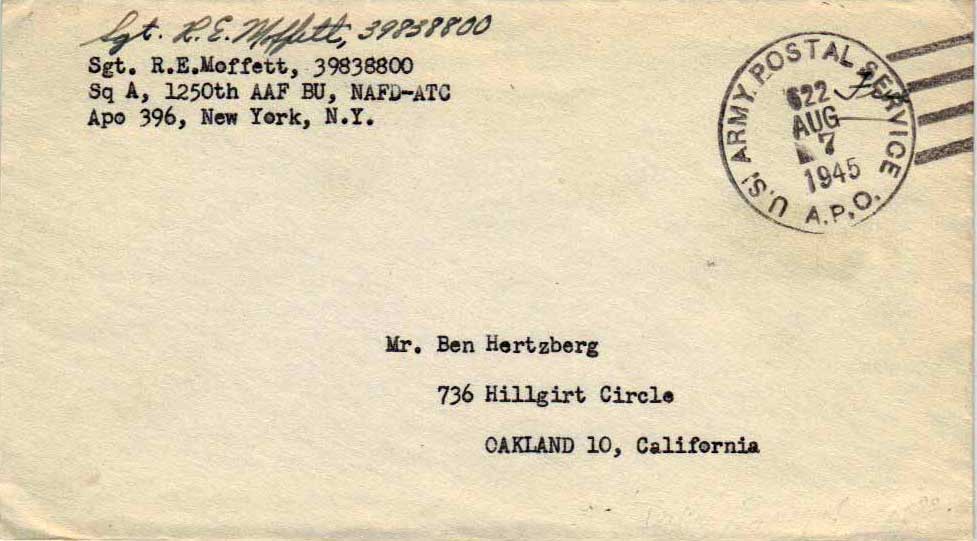 Sgt. R.E. Moffett, 39838800
Sgt. R.E.Moffett, 39838800
Sq A, 1250th AAF BU, NAFD-ATC
Apo 396, New York, N.Y.
U.S. ARMY POSTAL SERVICE
622
AUG
7
1945
A.P.O.
Mr. Ben Hertzberg
736 Hillgirt Circle
OAKLAND 10, California